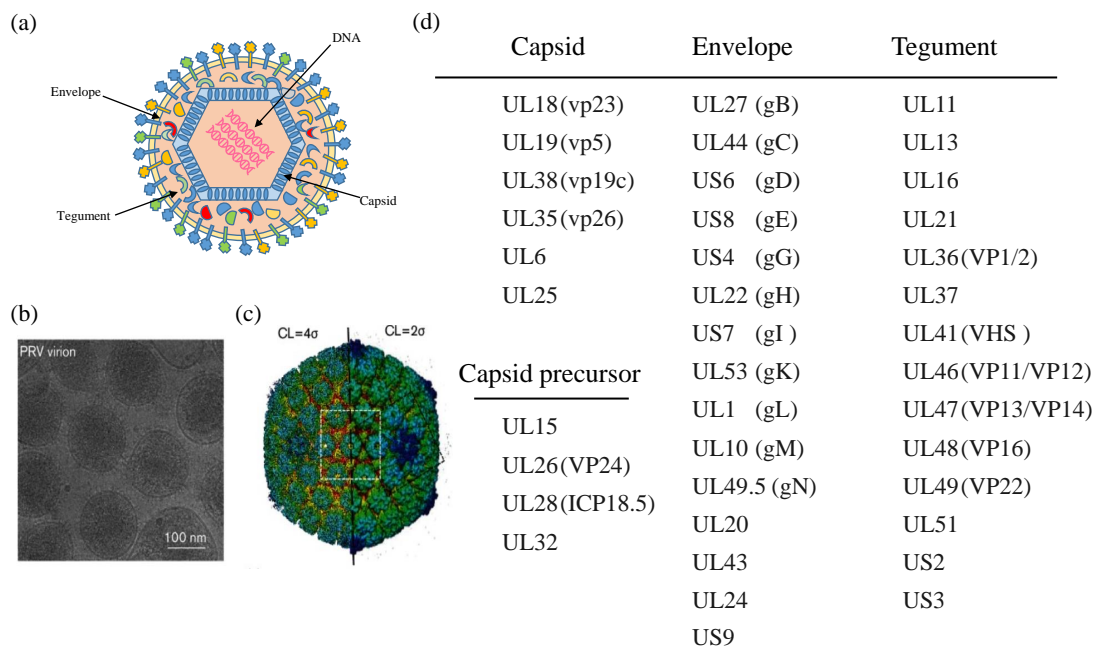 (a)
DNA
Envelope
Tegument
Capsid
(b)
PRV virion
100 nm
(c)
CL=4σ CL=2σ
(d)
Capsid
UL18(vp23)
UL19(vp5)
UL38(vp19c)
UL35(vp26)
UL6
UL25
Capsid precursor
UL15
UL26(VP24)
UL28(ICP18.5)
UL32
Envelope
UL27 (gB)
UL44 (gC)
US6 (gD)
US8 (gE)
US4 (gG)
UL22 (gH)
US7 (gI )
UL53 (gK)
UL1 (gL)
UL10 (gM)
UL49.5 (gN)
UL20
UL43
UL24
US9
Tegument
UL11
UL13
UL16
UL21
UL36(VP1/2)
UL37
UL41(VHS )
UL46(VP11/VP12)
UL47(VP13/VP14)
UL48(VP16)
UL49(VP22)
UL51
US2
US3